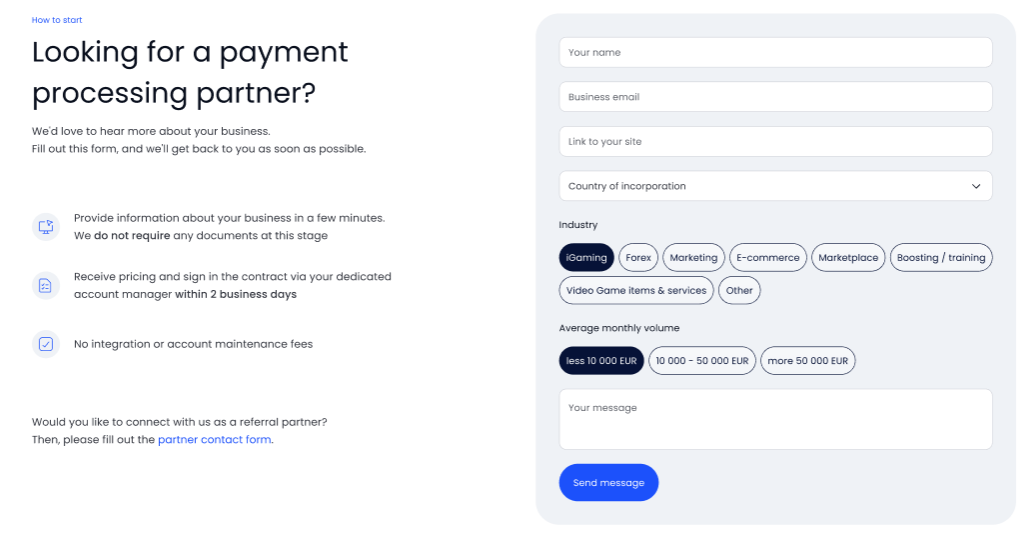 How to start
Looking for a payment
processing partner?
We'd love to hear more about your business.
Fill out this form, and we'll get back to you as soon as possible.
Provide information about your business in a few minutes.
We do not require any documents at this stage
Receive pricing and sign in the contract via your dedicated
account manager within 2 business days
No integration or account maintenance fees
Would you like to connect with us as a referral partner?
Then, please fill out the partner contact form.
Your name
Business email
Link to your site
Country of incorporation
Industry
iGaming Forex Marketing E-commerce Marketplace Boosting / training
Video Game items & services Other
Average monthly volume
less 10 000 EUR 10 000 - 50 000 EUR more 50 000 EUR
Your message
Send message